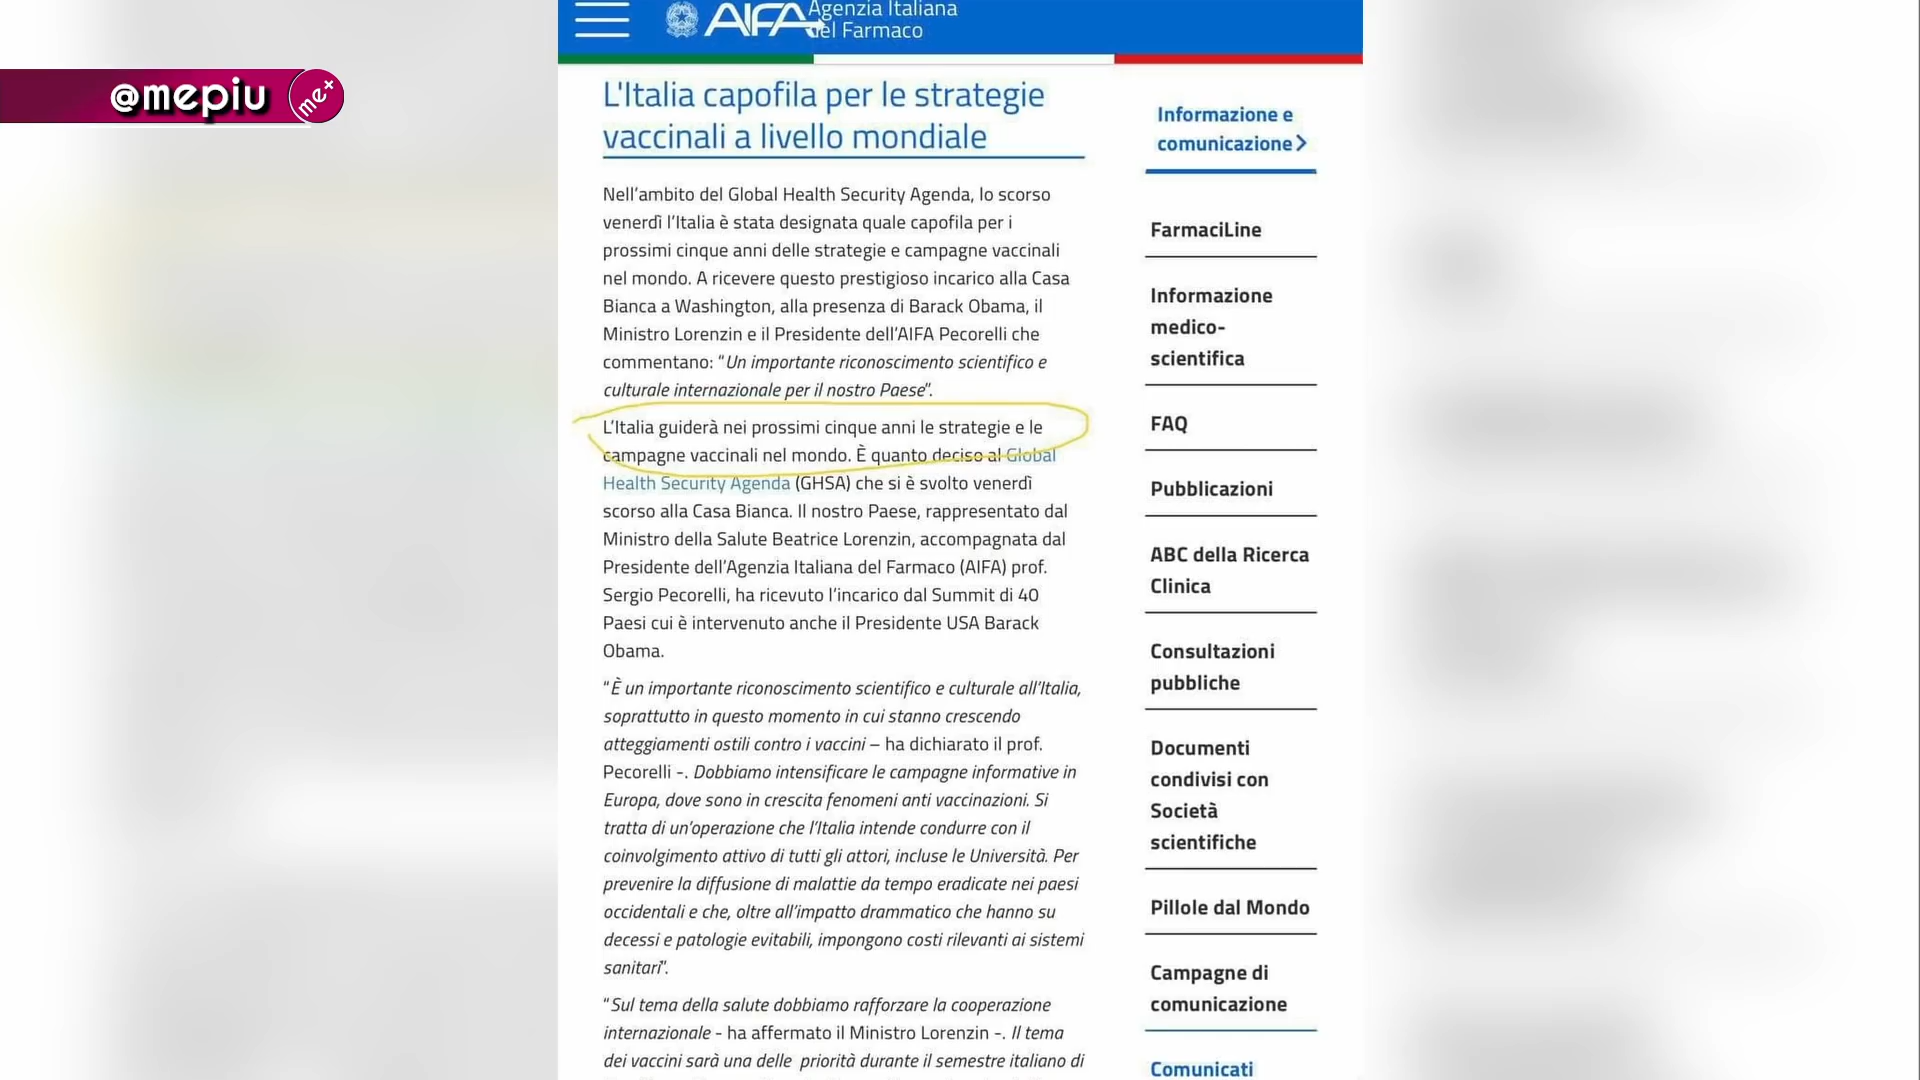 Agenzia Italiana
del Farmaco
AIFA
@mepiu
me+
L'Italia capofila per le strategie
vaccinali a livello mondiale
Nell’ambito del Global Health Security Agenda, lo scorso
venerdì l’Italia è stata designata quale capofila per i
prossimi cinque anni delle strategie e campagne vaccinali
nel mondo. A ricevere questo prestigioso incarico alla Casa
Bianca a Washington, alla presenza di Barack Obama, il
Ministro Lorenzin e il Presidente dell’AIFA Pecorelli che
commentano: “Un importante riconoscimento scientifico e
culturale internazionale per il nostro Paese”.
L’Italia guiderà nei prossimi cinque anni le strategie e le
campagne vaccinali nel mondo. È quanto deciso al Global
Health Security Agenda (GHSA) che si è svolto venerdì
scorso alla Casa Bianca. Il nostro Paese, rappresentato dal
Ministro della Salute Beatrice Lorenzin, accompagnata dal
Presidente dell’Agenzia Italiana del Farmaco (AIFA) prof.
Sergio Pecorelli, ha ricevuto l’incarico dal Summit di 40
Paesi cui è intervenuto anche il Presidente USA Barack
Obama.
“È un importante riconoscimento scientifico e culturale all’Italia,
soprattutto in questo momento in cui stanno crescendo
atteggiamenti ostili contro i vaccini – ha dichiarato il prof.
Pecorelli -. Dobbiamo intensificare le campagne informative in
Europa, dove sono in crescita fenomeni anti vaccinazioni. Si
tratta di un’operazione che l’Italia intende condurre con il
coinvolgimento attivo di tutti gli attori, incluse le Università. Per
prevenire la diffusione di malattie da tempo eradicate nei paesi
occidentali e che, oltre all’impatto drammatico che hanno su
decessi e patologie evitabili, impongono costi rilevanti ai sistemi
sanitari”.
“Sul tema della salute dobbiamo rafforzare la cooperazione
internazionale - ha affermato il Ministro Lorenzin -. Il tema
dei vaccini sarà una delle priorità durante il semestre italiano di
Informazione e
comunicazione
FarmaciLine
Informazione
medico-
scientifica
FAQ
Pubblicazioni
ABC della Ricerca
Clinica
Consultazioni
pubbliche
Documenti
condivisi con
Società
scientifiche
Pillole dal Mondo
Campagne di
comunicazione
Comunicati